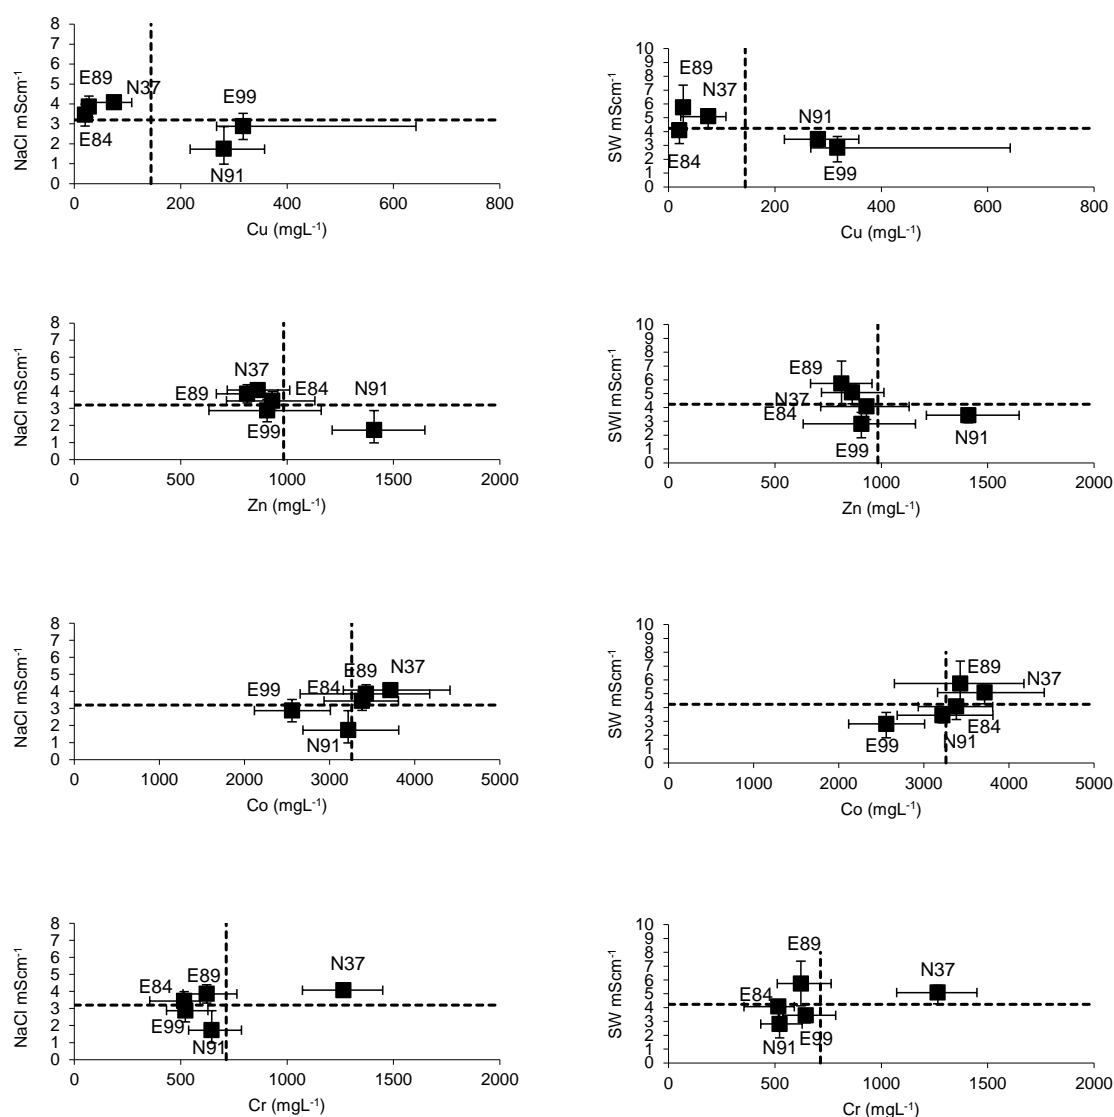 NaCl mScm⁻¹
8
7
6
5
4
3
2
1
0
E89
N37
E99
E84
N91
0 200 400 600 800
Cu (mgL⁻¹)
SW mScm⁻¹
10
9
8
7
6
5
4
3
2
1
0
E89
N37
N91
E84
E99
0 200 400 600 800
Cu (mgL⁻¹)
NaCl mScm⁻¹
8
7
6
5
4
3
2
1
0
N37
N91
E89
E84
E99
0 500 1000 1500 2000
Zn (mgL⁻¹)
SWl mScm⁻¹
10
9
8
7
6
5
4
3
2
1
0
E89
N37
E84
N91
E99
0 500 1000 1500 2000
Zn (mgL⁻¹)
NaCl mScm⁻¹
8
7
6
5
4
3
2
1
0
E89
N37
E99
E84
N91
0 1000 2000 3000 4000 5000
Co (mgL⁻¹)
SW mScm⁻¹
10
9
8
7
6
5
4
3
2
1
0
E89
N37
E84
N91
E99
0 1000 2000 3000 4000 5000
Co (mgL⁻¹)
NaCl mScm⁻¹
8
7
6
5
4
3
2
1
0
N37
E89
E84
E99
N91
0 500 1000 1500 2000
Cr (mgL⁻¹)
SW mScm⁻¹
10
9
8
7
6
5
4
3
2
1
0
E89
N37
E84
E99
N91
0 500 1000 1500 2000
Cr (mgL⁻¹)